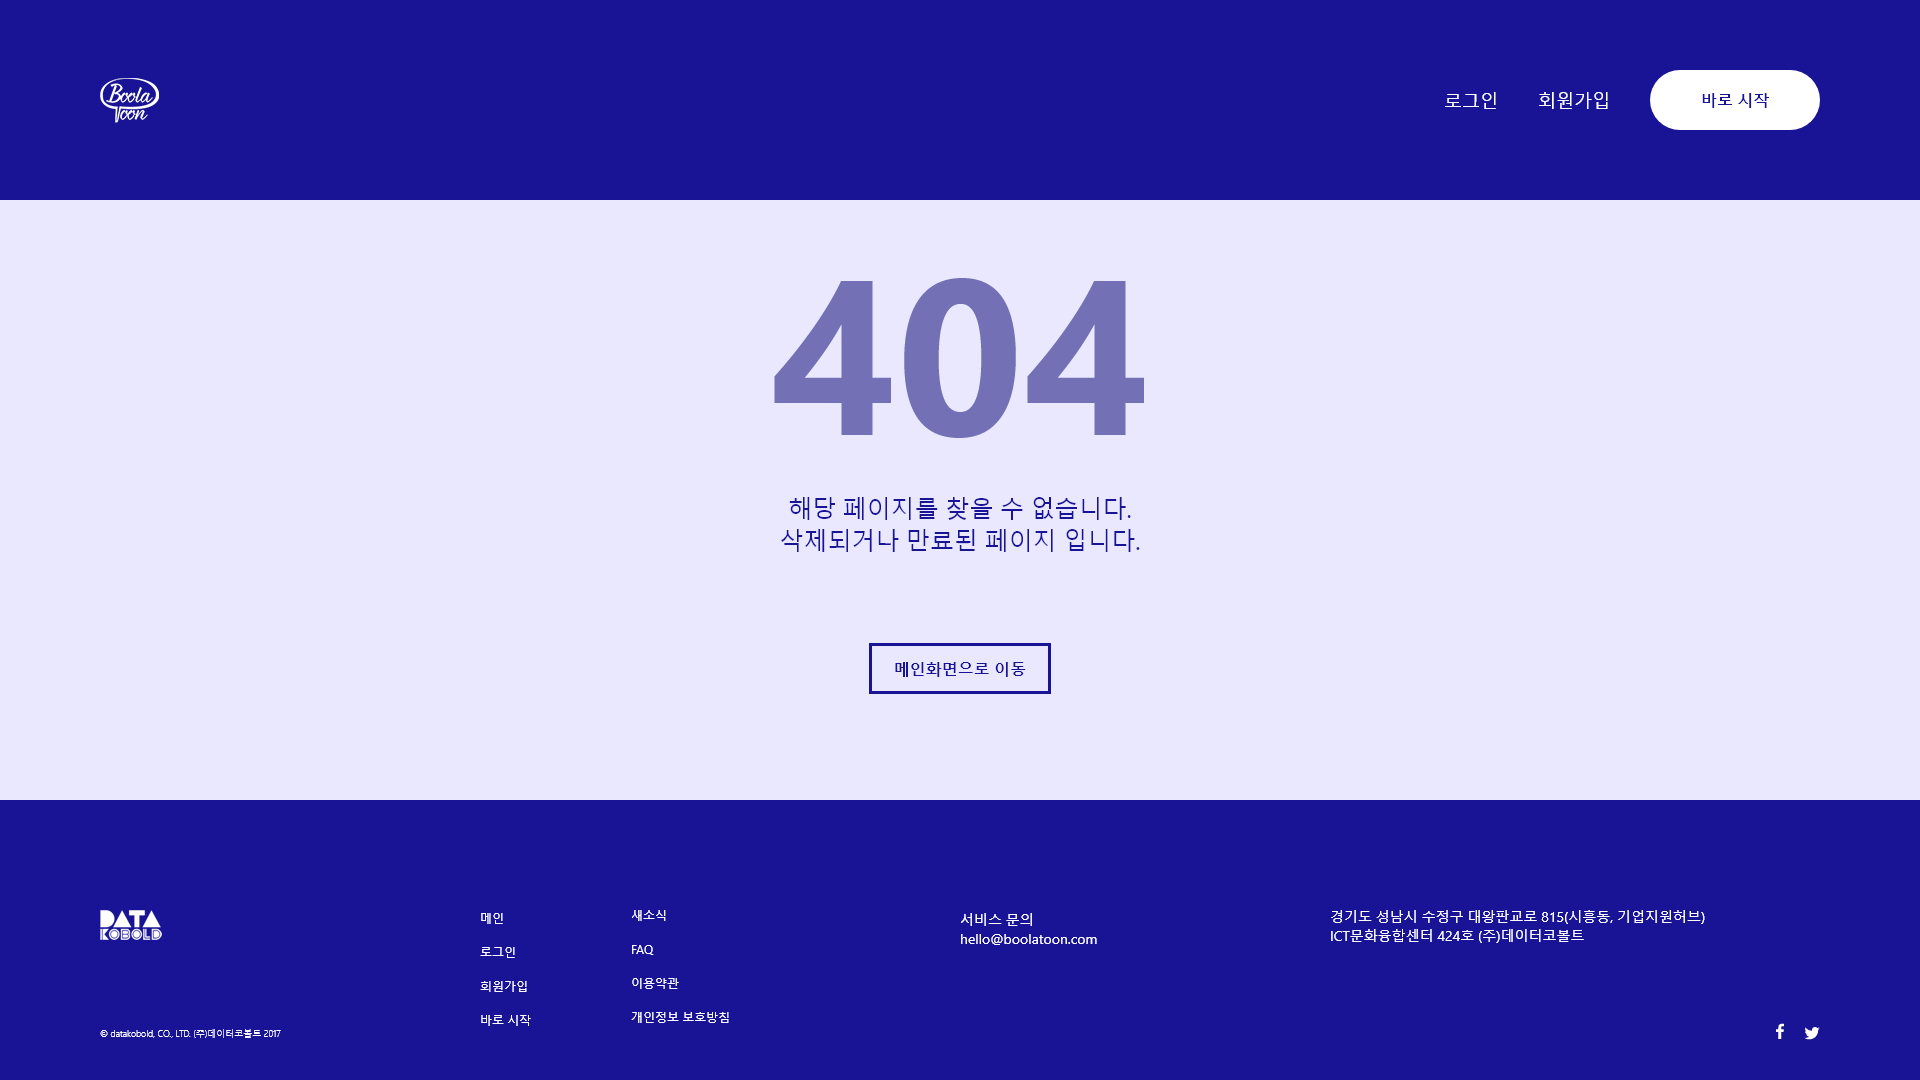 Boola
Toon
로그인
회원가입
바로 시작
404
해당 페이지를 찾을 수 없습니다.
삭제되거나 만료된 페이지 입니다.
메인화면으로 이동
DATA
KOBOLD
© datakobold, CO., LTD. (주)데이터코볼트 2017
메인
로그인
회원가입
바로 시작
새소식
FAQ
이용약관
개인정보 보호방침
서비스 문의
hello@boolatoon.com
경기도 성남시 수정구 대왕판교로 815(시흥동, 기업지원허브)
ICT문화융합센터 424호 (주)데이터코볼트